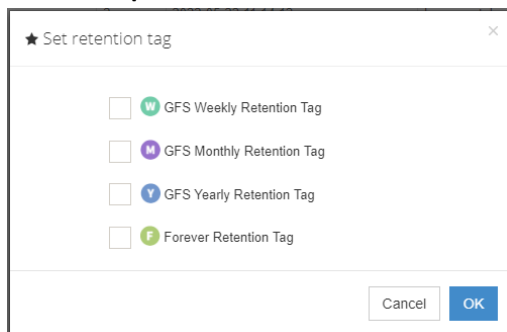 Set retention tag
W GFS Weekly Retention Tag
M GFS Monthly Retention Tag
Y GFS Yearly Retention Tag
F Forever Retention Tag
Cancel OK